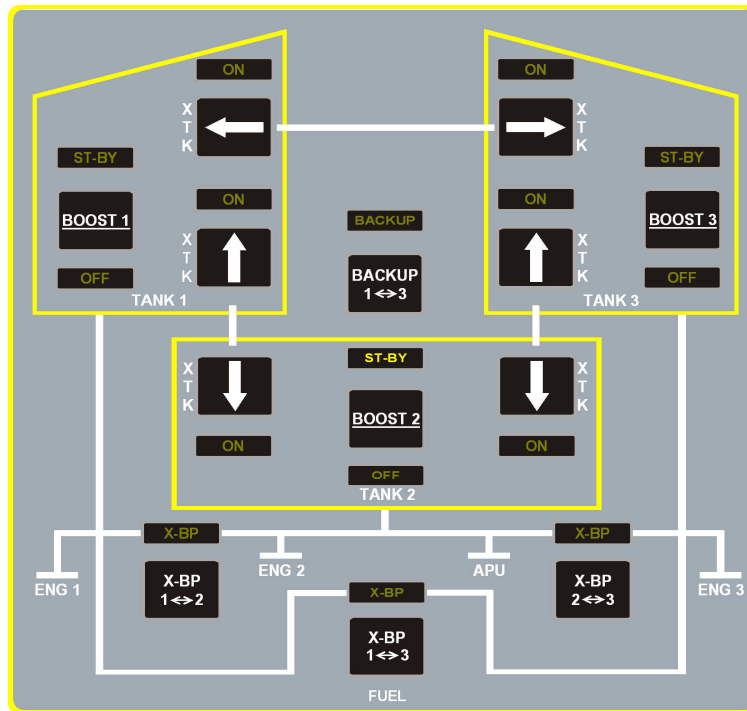 ON
ON
X
T
K
X
T
K
ST-BY
ST-BY
BOOST 1
BOOST 3
ON
ON
BACKUP
X
T
K
X
T
K
BACKUP
1<->3
OFF
OFF
TANK 1
TANK 3
ST-BY
X
T
K
X
T
K
BOOST 2
ON
ON
OFF
TANK 2
X-BP
X-BP
ENG 1
X-BP
1<->2
ENG 2
APU
X-BP
2<->3
ENG 3
X-BP
X-BP
1<->3
FUEL